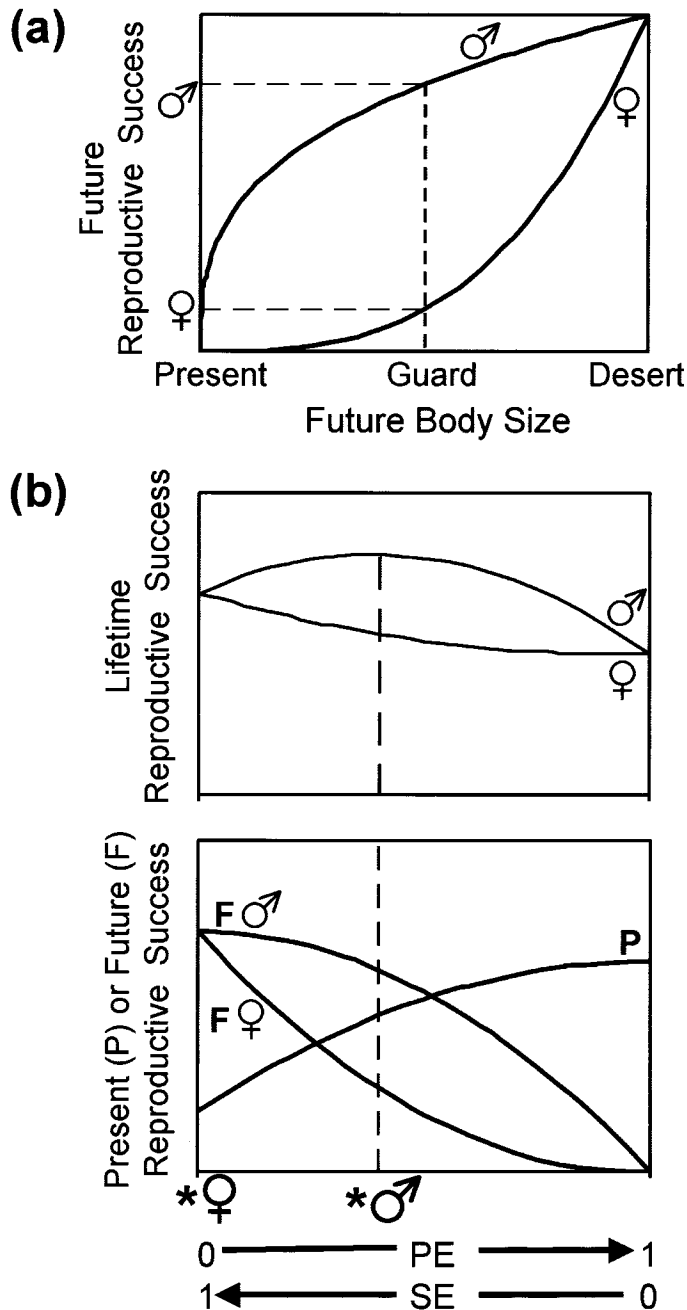 (a)
Future
Reproductive Success
♂
♀
♂
♀
Present Guard Desert
Future Body Size
(b)
Lifetime
Reproductive Success
♂
♀
Present (P) or Future (F)
Reproductive Success
F♂
F♀
P
*♀ *♂
0 PE 1
1 SE 0